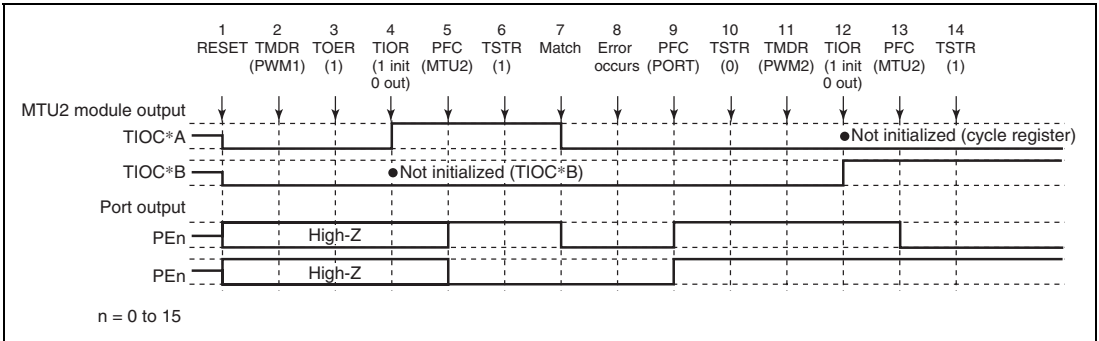 1 2 3 4 5 6 7 8 9 10 11 12 13 14
RESET TMDR TOER TIOR PFC TSTR Match Error PFC TSTR TMDR TIOR PFC TSTR
(PWM1) (1) (1 init (MTU2) (1) occurs (PORT) (0) (PWM2) (1 init (MTU2) (1)
0 out) 0 out)
MTU2 module output
TIOC*A ●Not initialized (cycle register)
TIOC*B ●Not initialized (TIOC*B)
Port output
PEn High-Z
PEn High-Z
n = 0 to 15